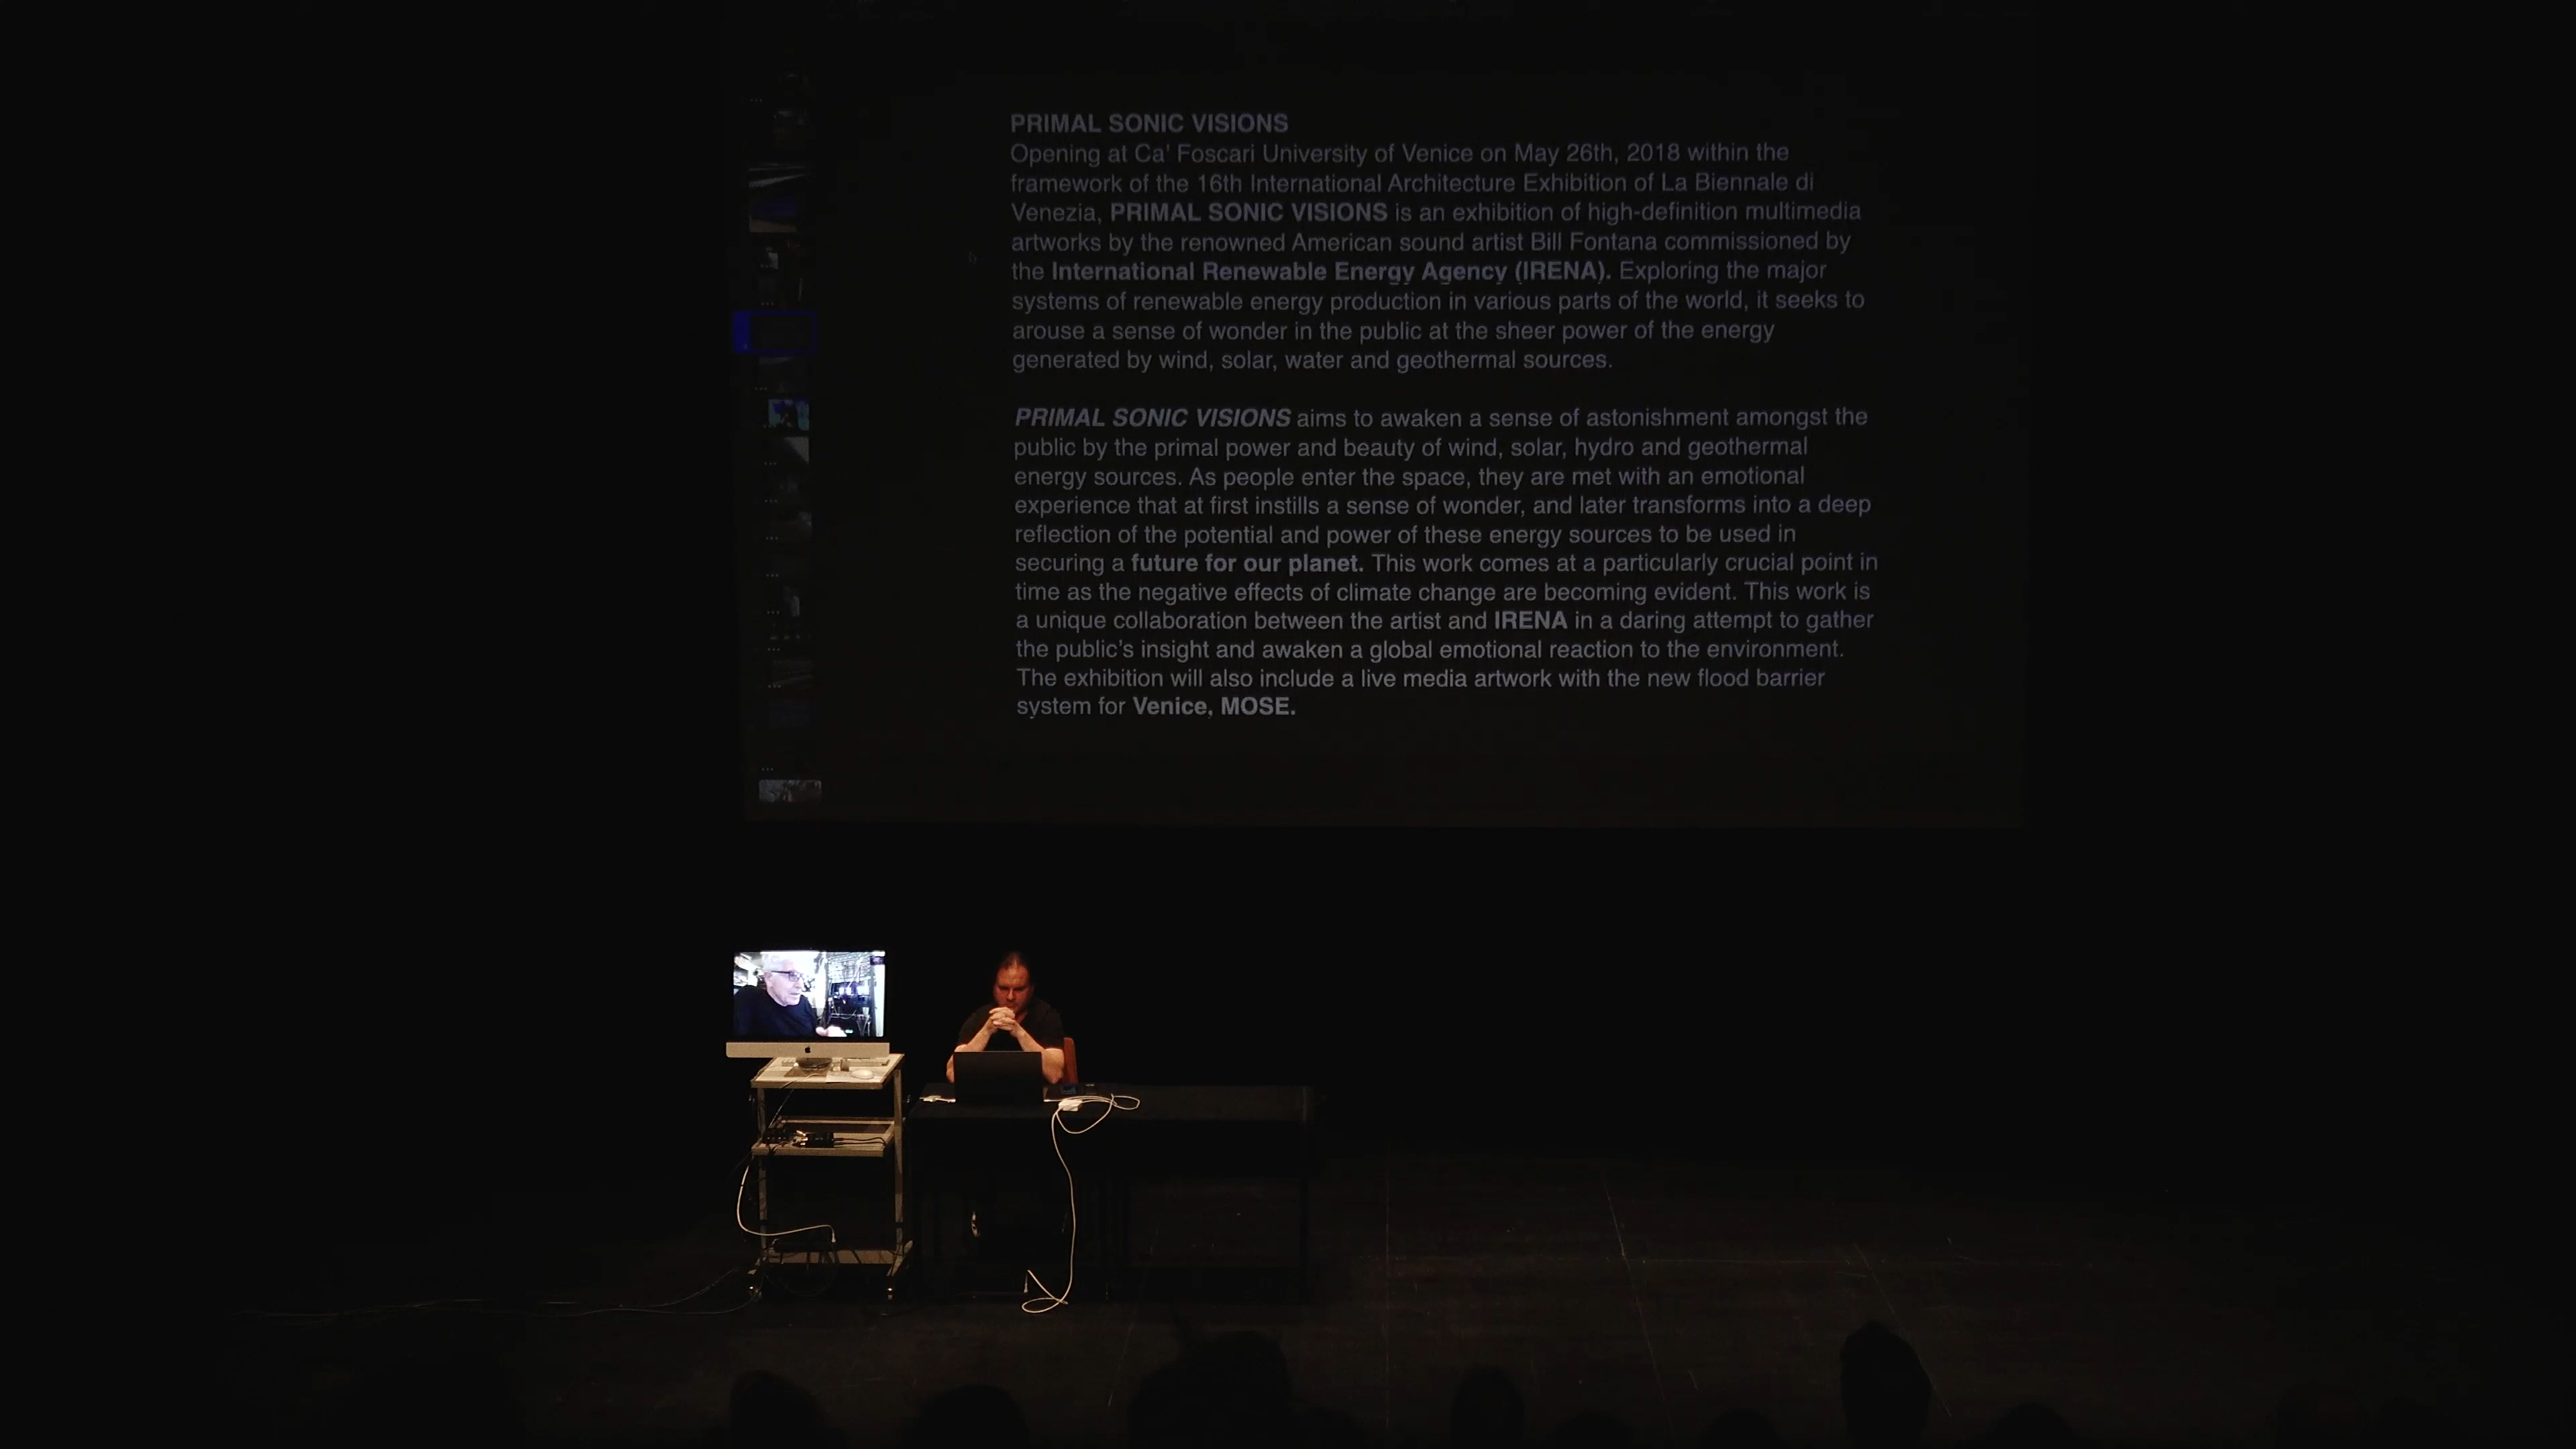 PRIMAL SONIC VISIONS
Opening at Ca' Foscari University of Venice on May 26th, 2018 within the
framework of the 16th International Architecture Exhibition of La Biennale di
Venezia, PRIMAL SONIC VISIONS is an exhibition of high-definition multimedia
artworks by the renowned American sound artist Bill Fontana commissioned by
the International Renewable Energy Agency (IRENA). Exploring the major
systems of renewable energy production in various parts of the world, it seeks to
arouse a sense of wonder in the public at the sheer power of the energy
generated by wind, solar, water and geothermal sources.
PRIMAL SONIC VISIONS aims to awaken a sense of astonishment amongst the
public by the primal power and beauty of wind, solar, hydro and geothermal
energy sources. As people enter the space, they are met with an emotional
experience that at first instills a sense of wonder, and later transforms into a deep
reflection of the potential and power of these energy sources to be used in
securing a future for our planet. This work comes at a particularly crucial point in
time as the negative effects of climate change are becoming evident. This work is
a unique collaboration between the artist and IRENA in a daring attempt to gather
the public's insight and awaken a global emotional reaction to the environment.
The exhibition will also include a live media artwork with the new flood barrier
system for Venice, MOSE.